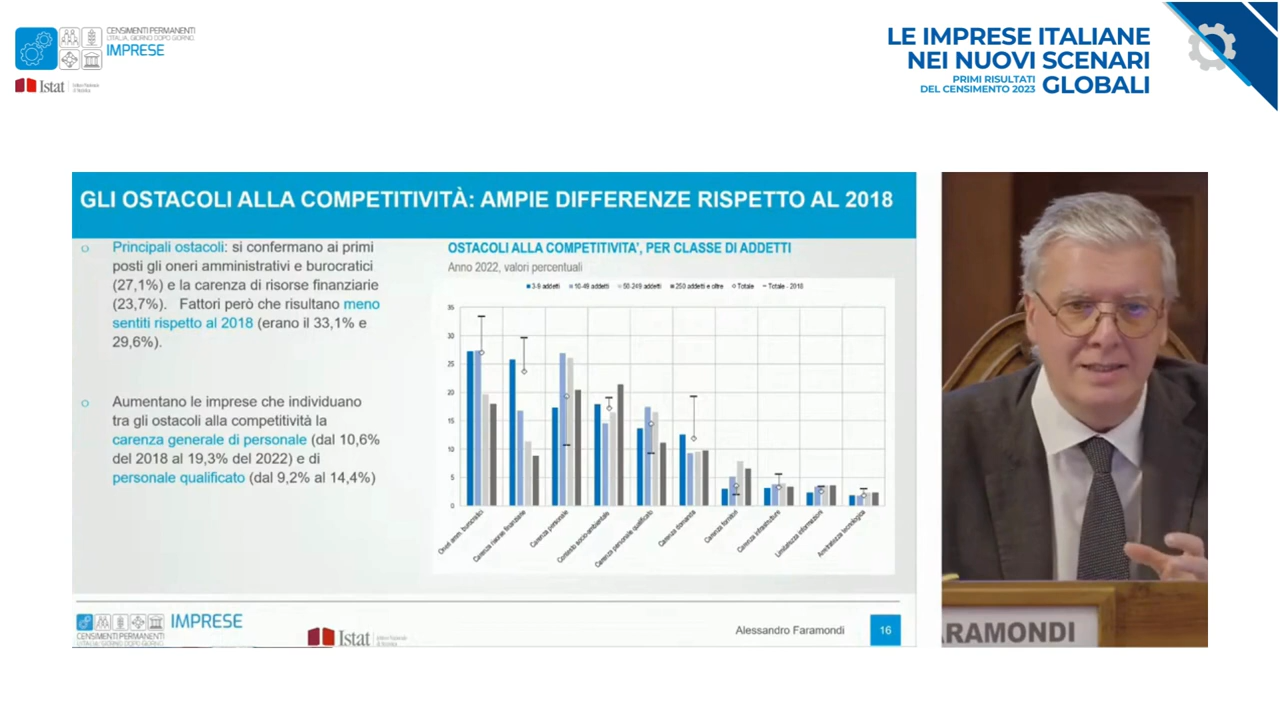 CENSIMENTI PERMANENTI
L'ITALIA, GIORNO DOPO GIORNO.
IMPRESE
Istat
LE IMPRESE ITALIANE
NEI NUOVI SCENARI
PRIMI RISULTATI
DEL CENSIMENTO 2023
GLOBALI
GLI OSTACOLI ALLA COMPETITIVITÀ: AMPIE DIFFERENZE RISPETTO AL 2018
Principali ostacoli: si confermano ai primi
posti gli oneri amministrativi e burocratici
(27,1%) e la carenza di risorse finanziarie
(23,7%). Fattori però che risultano meno
sentiti rispetto al 2018 (erano il 33,1% e
29,6%).
Aumentano le imprese che individuano
tra gli ostacoli alla competitività la
carenza generale di personale (dal 10,6%
del 2018 al 19,3% del 2022) e di
personale qualificato (dal 9,2% al 14,4%)
OSTACOLI ALLA COMPETITIVITA', PER CLASSE DI ADDETTI
Anno 2022, valori percentuali
3-9 addetti 10-49 addetti 50-249 addetti 250 addetti e oltre Totale Totale - 2018
35
30
25
20
15
10
5
0
Oneri amm. burocratici
Carenza risorse finanziarie
Carenza personale
Contesto socio-ambientale
Carenza personale qualificato
Carenza domanda
Carenza fornitori
Carenza infrastrutture
Limitatezza informazioni
Arretratezza tecnologica
IMPRESE
CENSIMENTI PERMANENTI
L'ITALIA, GIORNO DOPO GIORNO.
Istat
Alessandro Faramondi
16
ARAMONDI